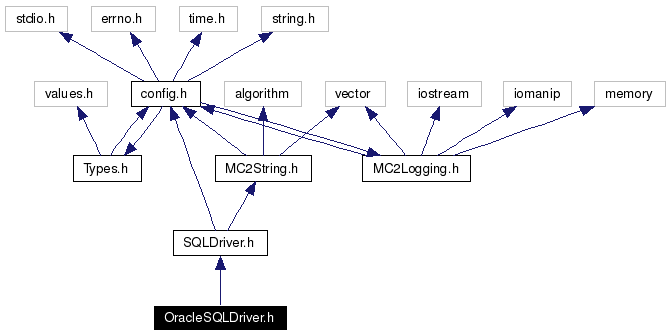 stdio.h
errno.h
time.h
string.h
values.h
config.h
algorithm
vector
iostream
iomanip
memory
Types.h
MC2String.h
MC2Logging.h
SQLDriver.h
OracleSQLDriver.h